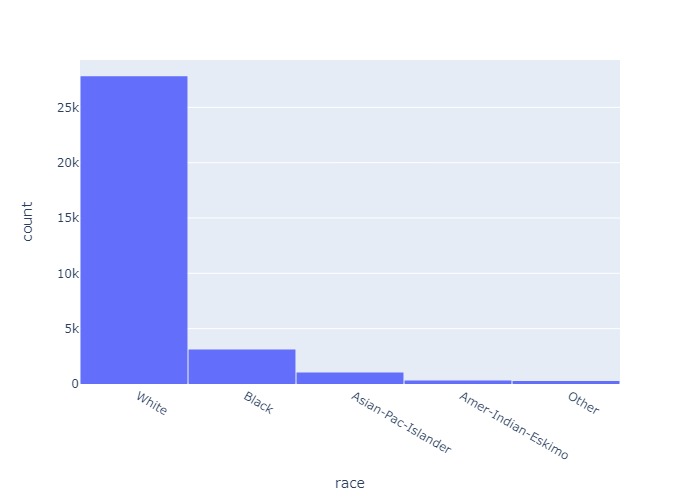 25k
20k
15k
10k
5k
0
count
White
Black
Asian-Pac-Islander
Amer-Indian-Eskimo
Other
race